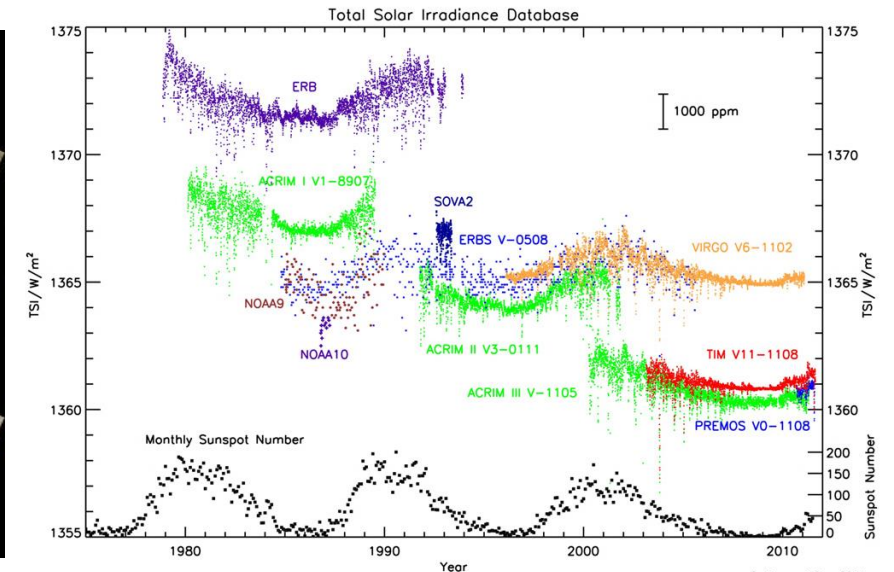 Total Solar Irradiance Database
1375
1375
ERB
1000 ppm
1370
1370
ACRIM I V1-8907
SOVA2
ERBS V-0508
VIRGO V6-1102
TSI/W/m²
TSI/W/m²
1365
1365
NOAA9
NOAA10
ACRIM II V3-0111
TIM V11-1108
ACRIM III V-1105
1360
1360
PREMOS V0-1108
Monthly Sunspot Number
200
150
100
50
0
Sunspot Number
1355
1980
1990
2000
2010
Year